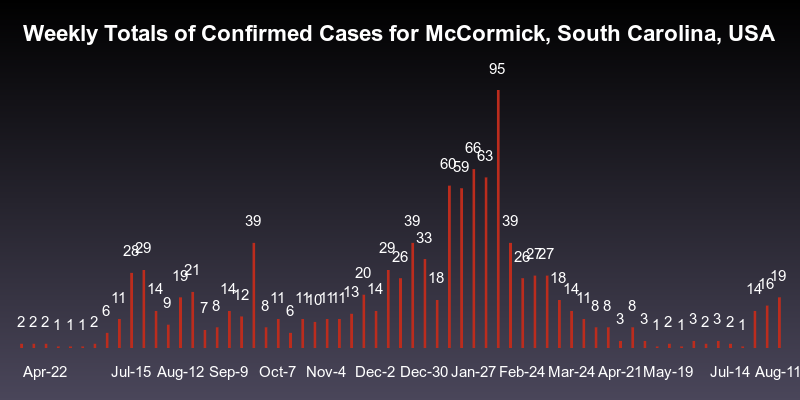 Weekly Totals of Confirmed Cases for McCormick, South Carolina, USA
95
60 59 66 63
39 39 33 39
28 29 14 9 19 21 7 8 14 12 8 11 6 11 10 11 11 13 20 14 29 26 18 26 27 27 18 14 11 8 8 3 8 3 1 2 1 3 2 3 2 1 14 16 19
2 2 2 1 1 1 2 6 11
Apr-22 Jul-15 Aug-12 Sep-9 Oct-7 Nov-4 Dec-2 Dec-30 Jan-27 Feb-24 Mar-24 Apr-21 May-19 Jul-14 Aug-11